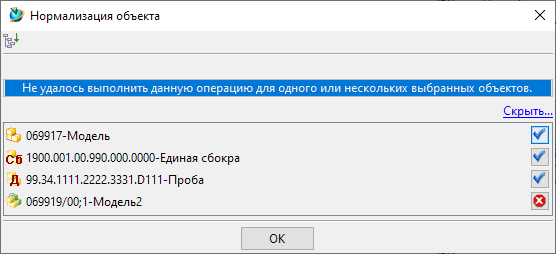 Нормализация объекта
Не удалось выполнить данную операцию для одного или нескольких выбранных объектов.
Скрыть...
069917-Модель
Сб 1900.001.00.990.000.0000-Единая сбокра
Д 99.34.1111.2222.3331.D111-Проба
069919/00;1-Модель2
OK